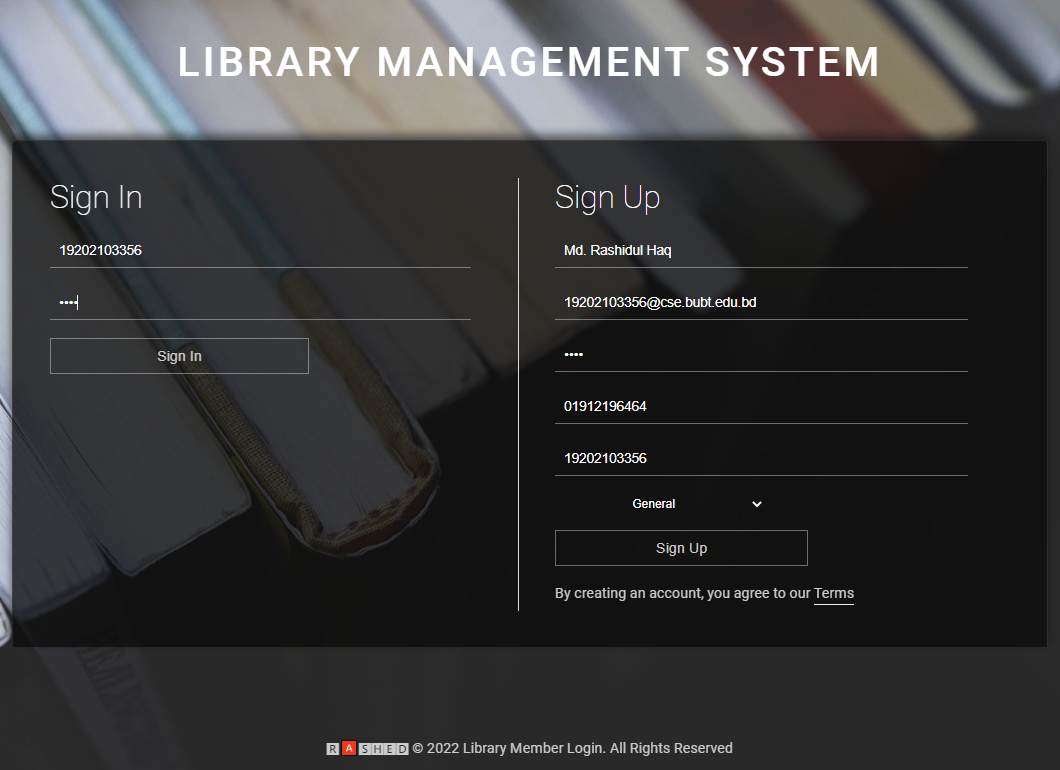 LIBRARY MANAGEMENT SYSTEM
Sign In
19202103356
••••
Sign In
Sign Up
Md. Rashidul Haq
19202103356@cse.bubt.edu.bd
••••
01912196464
19202103356
General
Sign Up
By creating an account, you agree to our Terms
RASHED © 2022 Library Member Login. All Rights Reserved